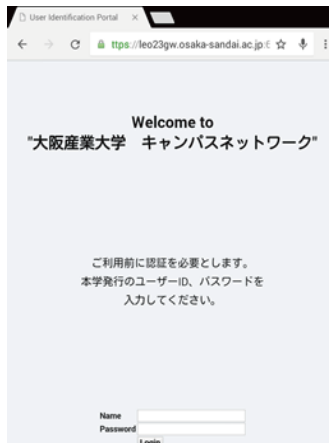 User Identification Portal
ttps://leo23gw.osaka-sandai.ac.jp:6
Welcome to
"大阪産業大学　キャンパスネットワーク"
ご利用前に認証を必要とします。
本学発行のユーザーID、パスワードを
入力してください。
Name
Password
Login